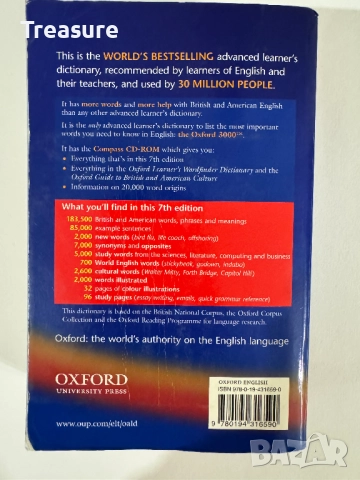 Treasure
This is the WORLD'S BESTSELLING advanced learner's
dictionary, recommended by learners of English and
their teachers, and used by 30 MILLION PEOPLE.
It has more words and more help with British and American English
than any other advanced learner's dictionary.
It is the only advanced learner's dictionary to list the most important
words you need to know in English: the Oxford 3000™.
It has the Compass CD-ROM which gives you:
• Everything that's in this 7th edition
• Everything in the Oxford Learner's Wordfinder Dictionary and the
Oxford Guide to British and American Culture
• Information on 20,000 word origins
What you'll find in this 7th edition
183,500 British and American words, phrases and meanings
85,000 example sentences
2,000 new words (bird flu, life coach, offshoring)
7,000 synonyms and opposites
5,000 study words from the sciences, literature, computing and business
700 World English words (stickybeak, gudown, indaba)
2,600 cultural words (Walter Mitty, Forth Bridge, Capitol Hill)
2,000 words illustrated
32 pages of colour illustrations
96 study pages (essay writing, emails, quick grammar reference)
This dictionary is based on the British National Corpus, the Oxford Corpus
Collection and the Oxford Reading Programme for language research.
Oxford: the world's authority on the English language
OXFORD
UNIVERSITY PRESS
www.oup.com/elt/oald
OXFORD ENGLISH
ISBN 978-0-19-431659-0
9 780194 316590
BAZAR